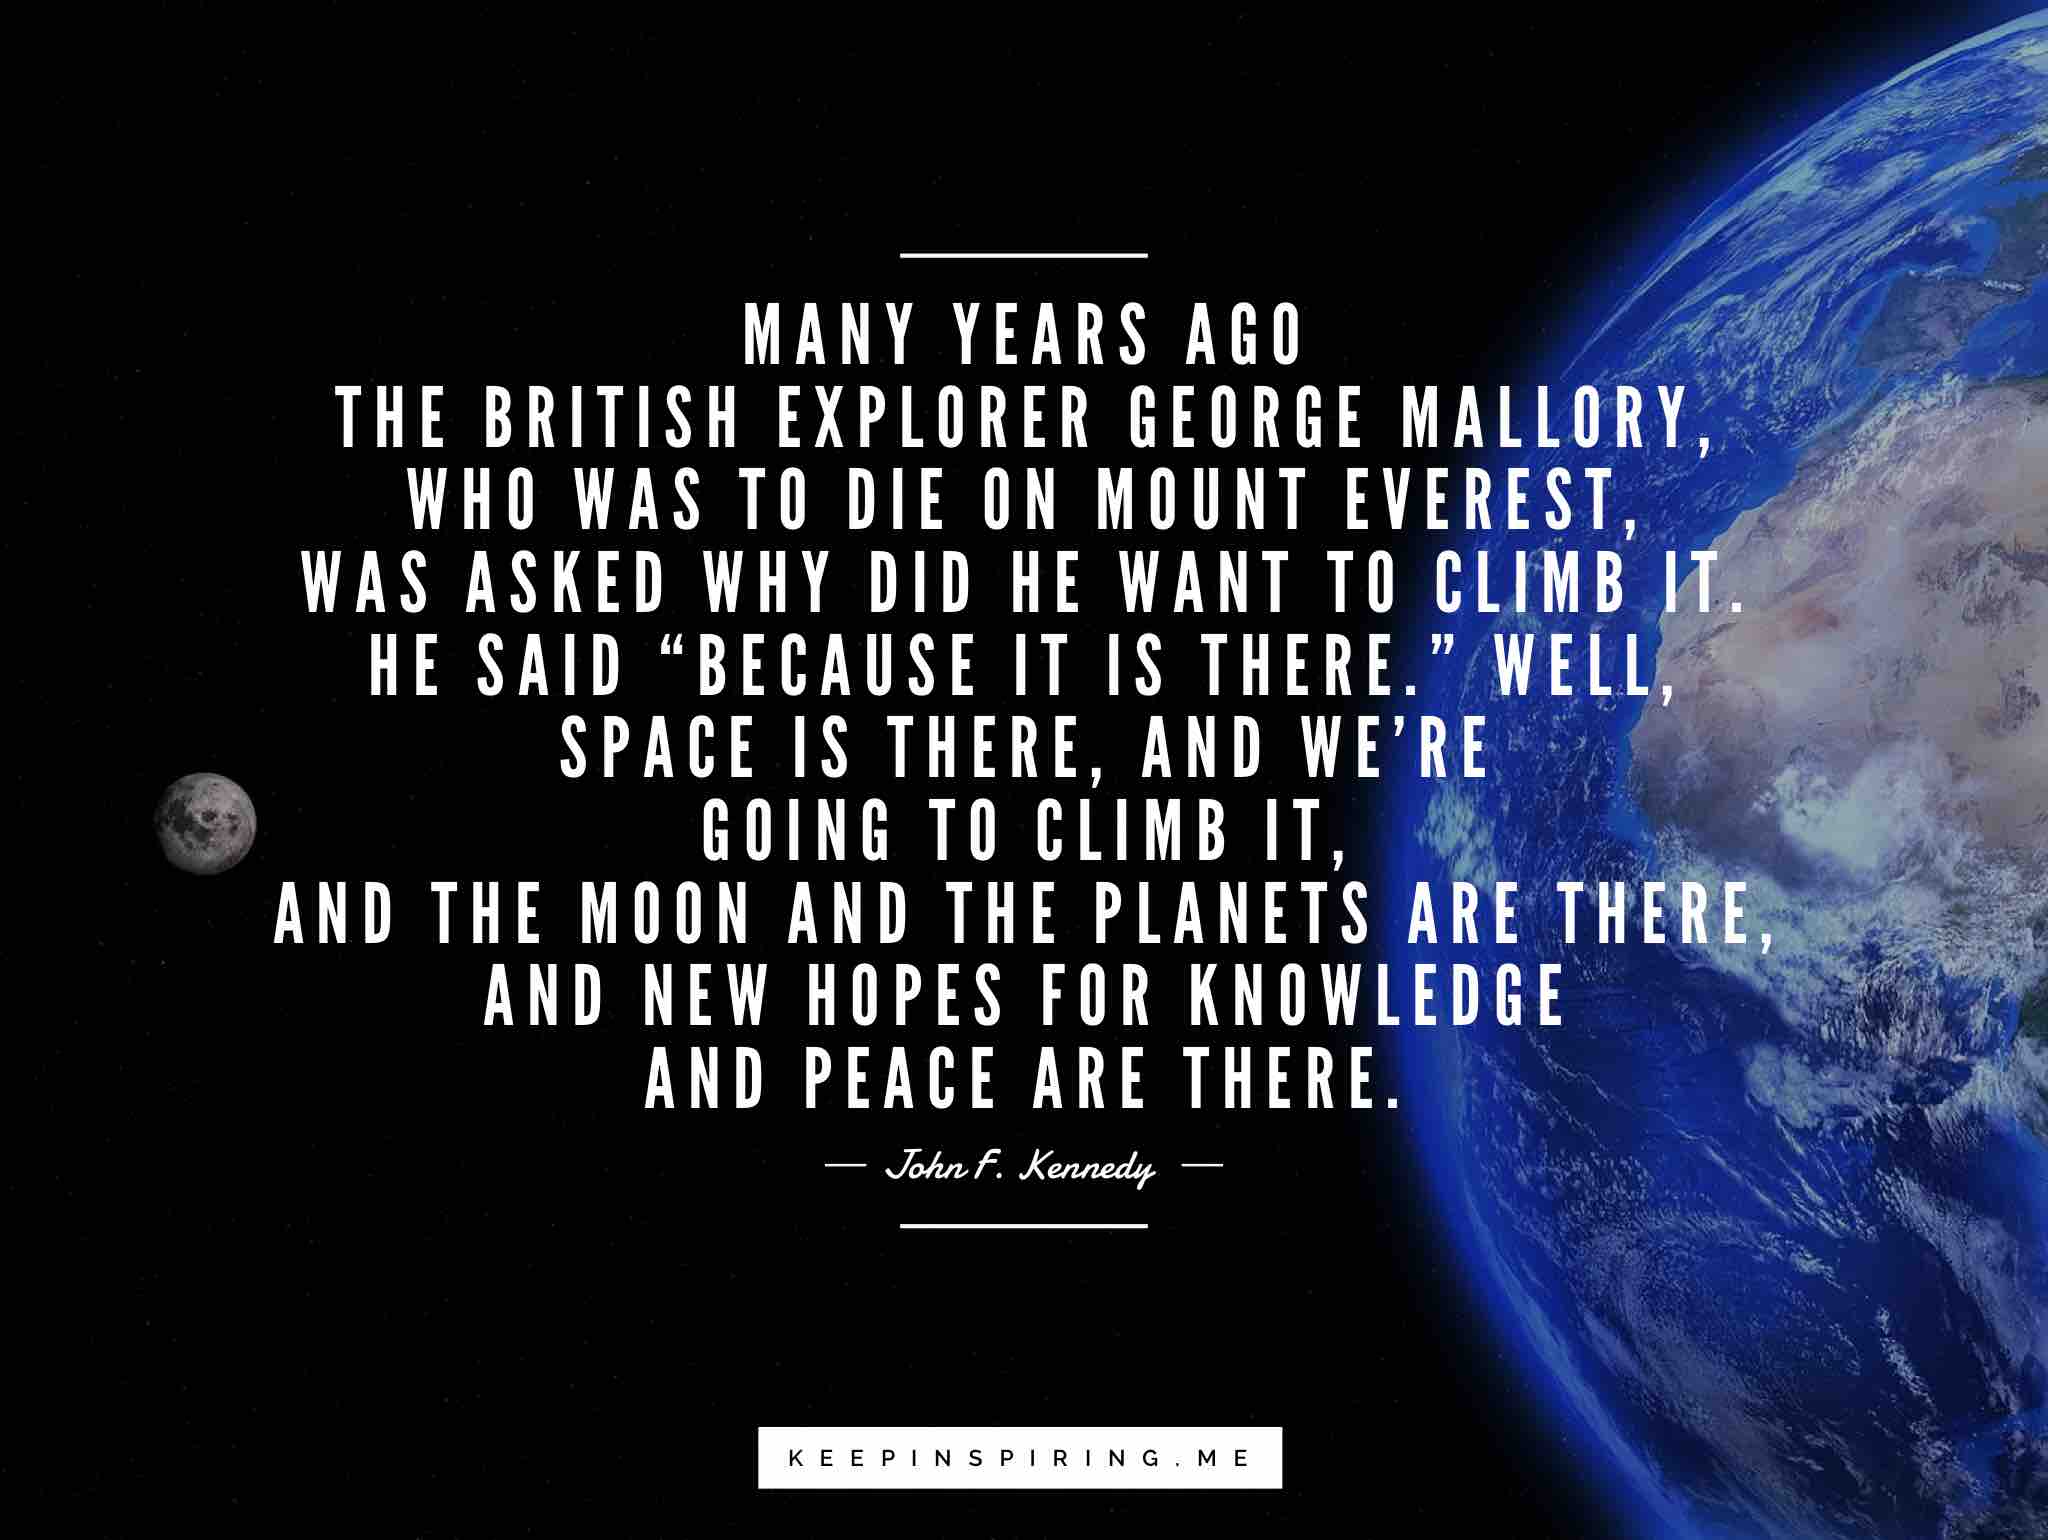 MANY YEARS AGO
THE BRITISH EXPLORER GEORGE MALLORY,
WHO WAS TO DIE ON MOUNT EVEREST,
WAS ASKED WHY DID HE WANT TO CLIMB IT.
HE SAID “BECAUSE IT IS THERE.” WELL,
SPACE IS THERE, AND WE’RE
GOING TO CLIMB IT,
AND THE MOON AND THE PLANETS ARE THERE,
AND NEW HOPES FOR KNOWLEDGE
AND PEACE ARE THERE.
— John F. Kennedy —
KEEPINSPIRING.ME